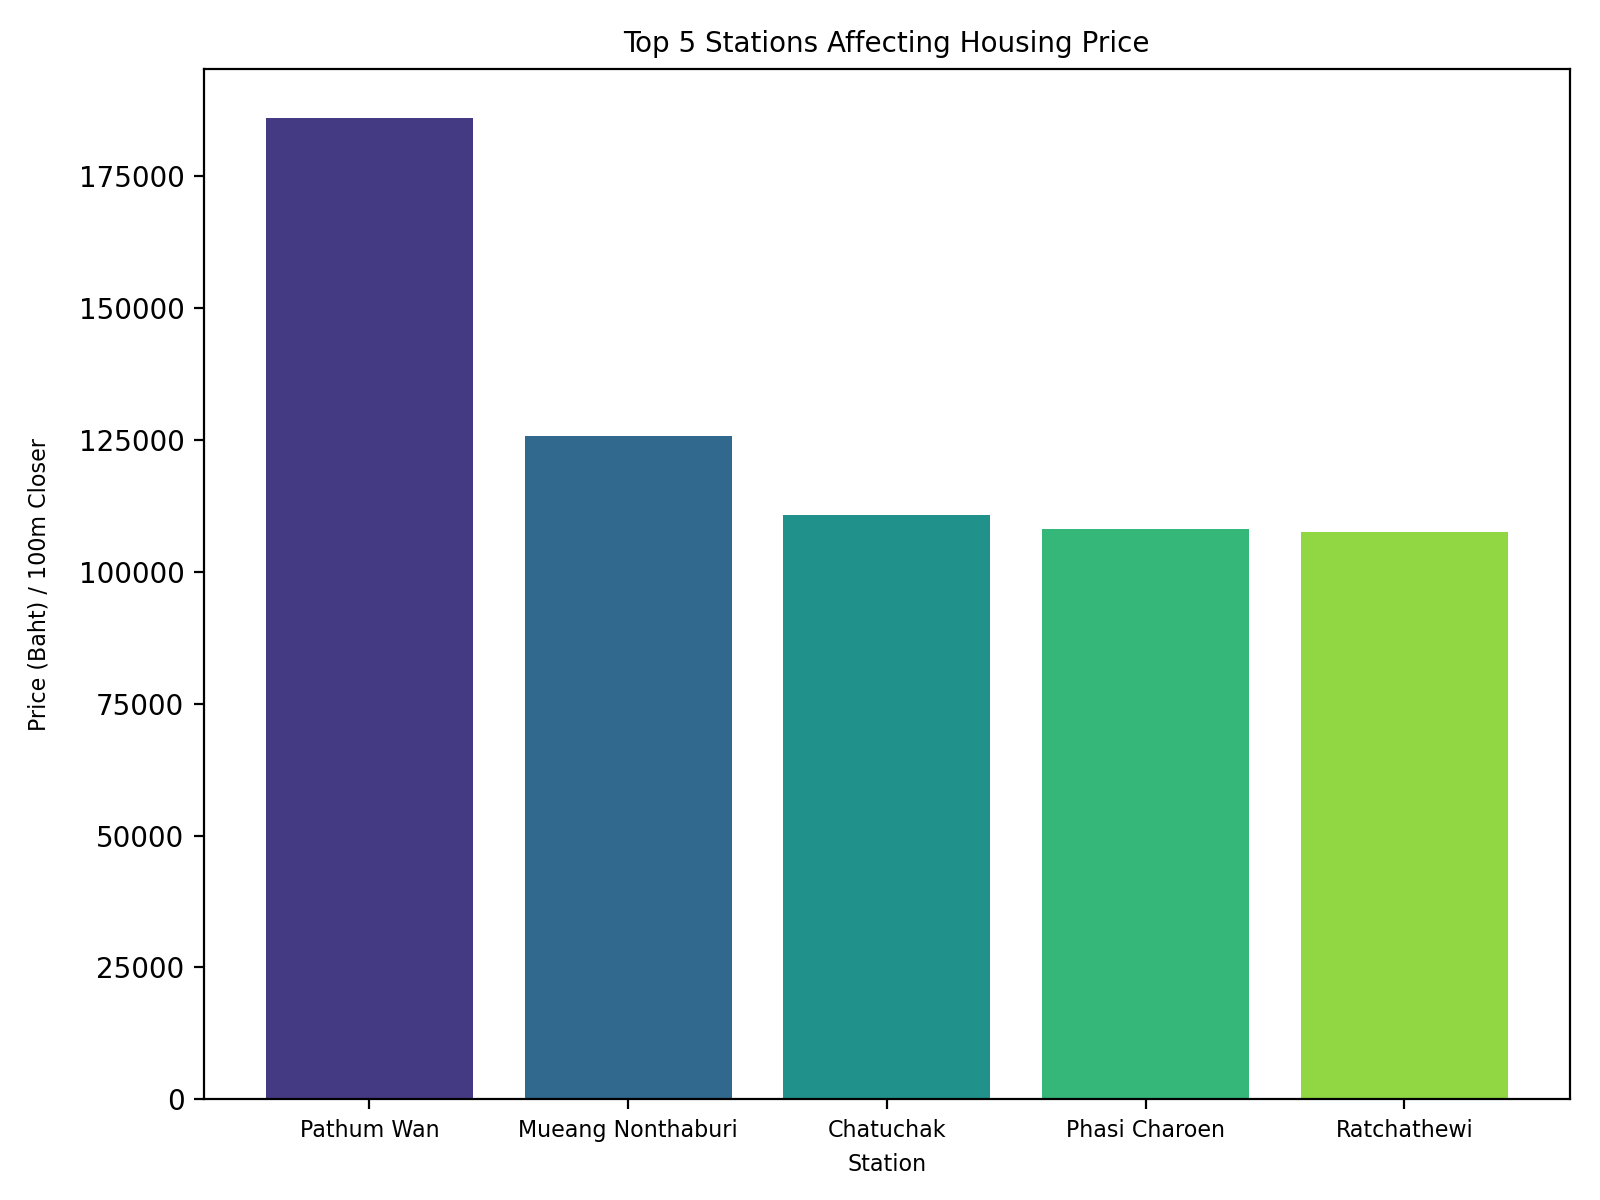 Top 5 Stations Affecting Housing Price
Price (Baht) / 100m Closer
175000
150000
125000
100000
75000
50000
25000
0
Pathum Wan
Mueang Nonthaburi
Chatuchak
Phasi Charoen
Ratchathewi
Station